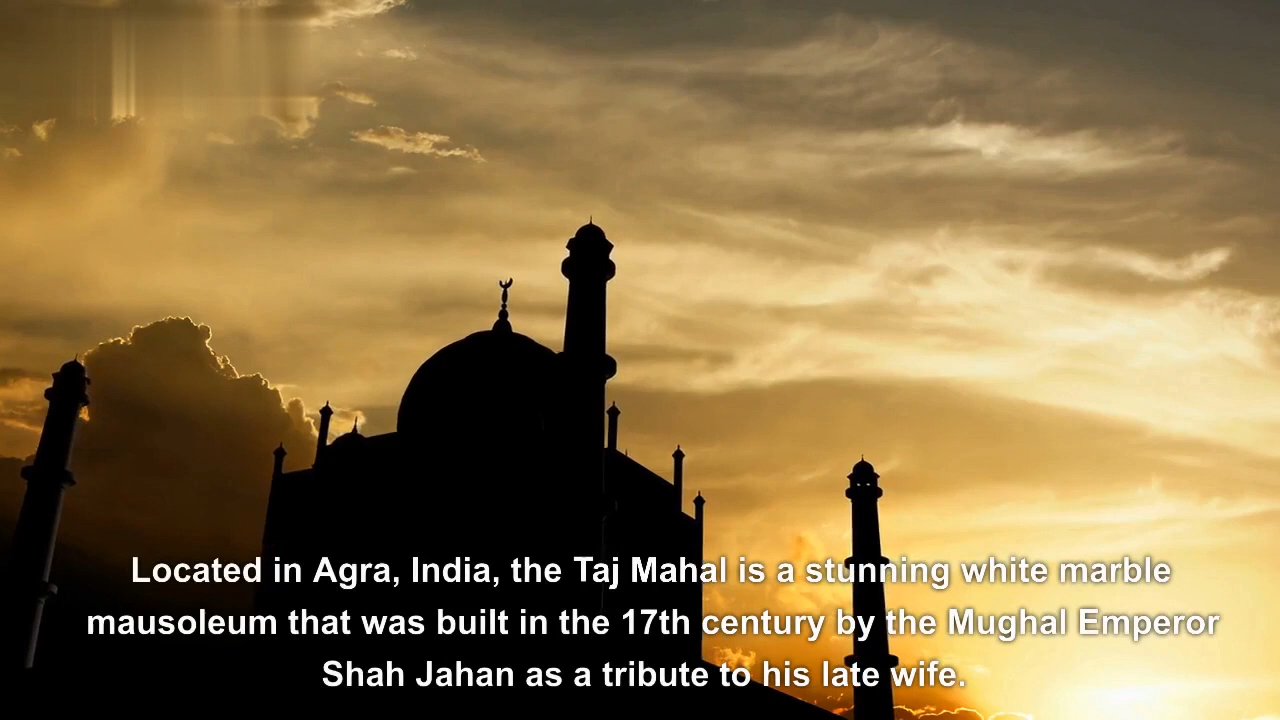 Located in Agra, India, the Taj Mahal is a stunning white marble
mausoleum that was built in the 17th century by the Mughal Emperor
Shah Jahan as a tribute to his late wife.